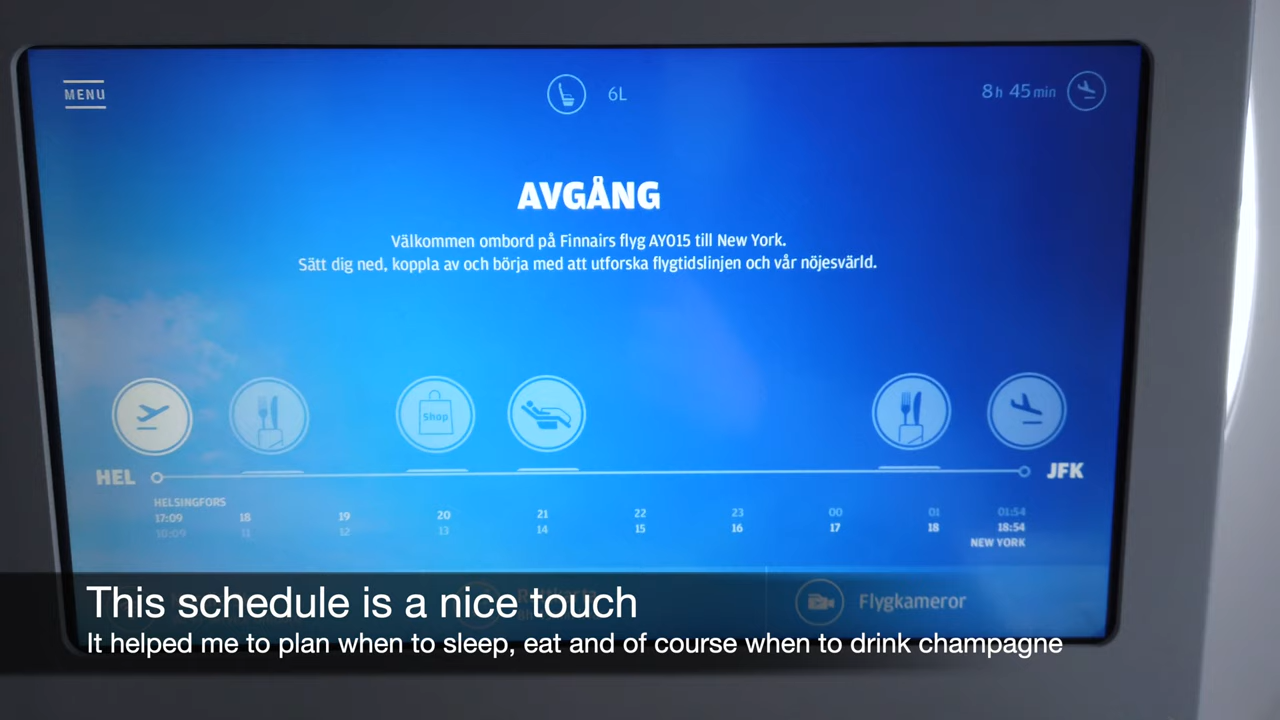 MENU
6L
8h 45min
AVGÅNG
Välkommen ombord på Finnairs flyg AY015 till New York.
Sätt dig ned, koppla av och börja med att utforska flygtidslinjen och vår nöjesvärld.
Shop
HEL
JFK
HELSINGFORS
17:09 18 19 20 21 22 23 00 01 01:54
10:09 11 12 13 14 15 16 17 18 18:54
NEW YORK
Flygkameror
This schedule is a nice touch
It helped me to plan when to sleep, eat and of course when to drink champagne